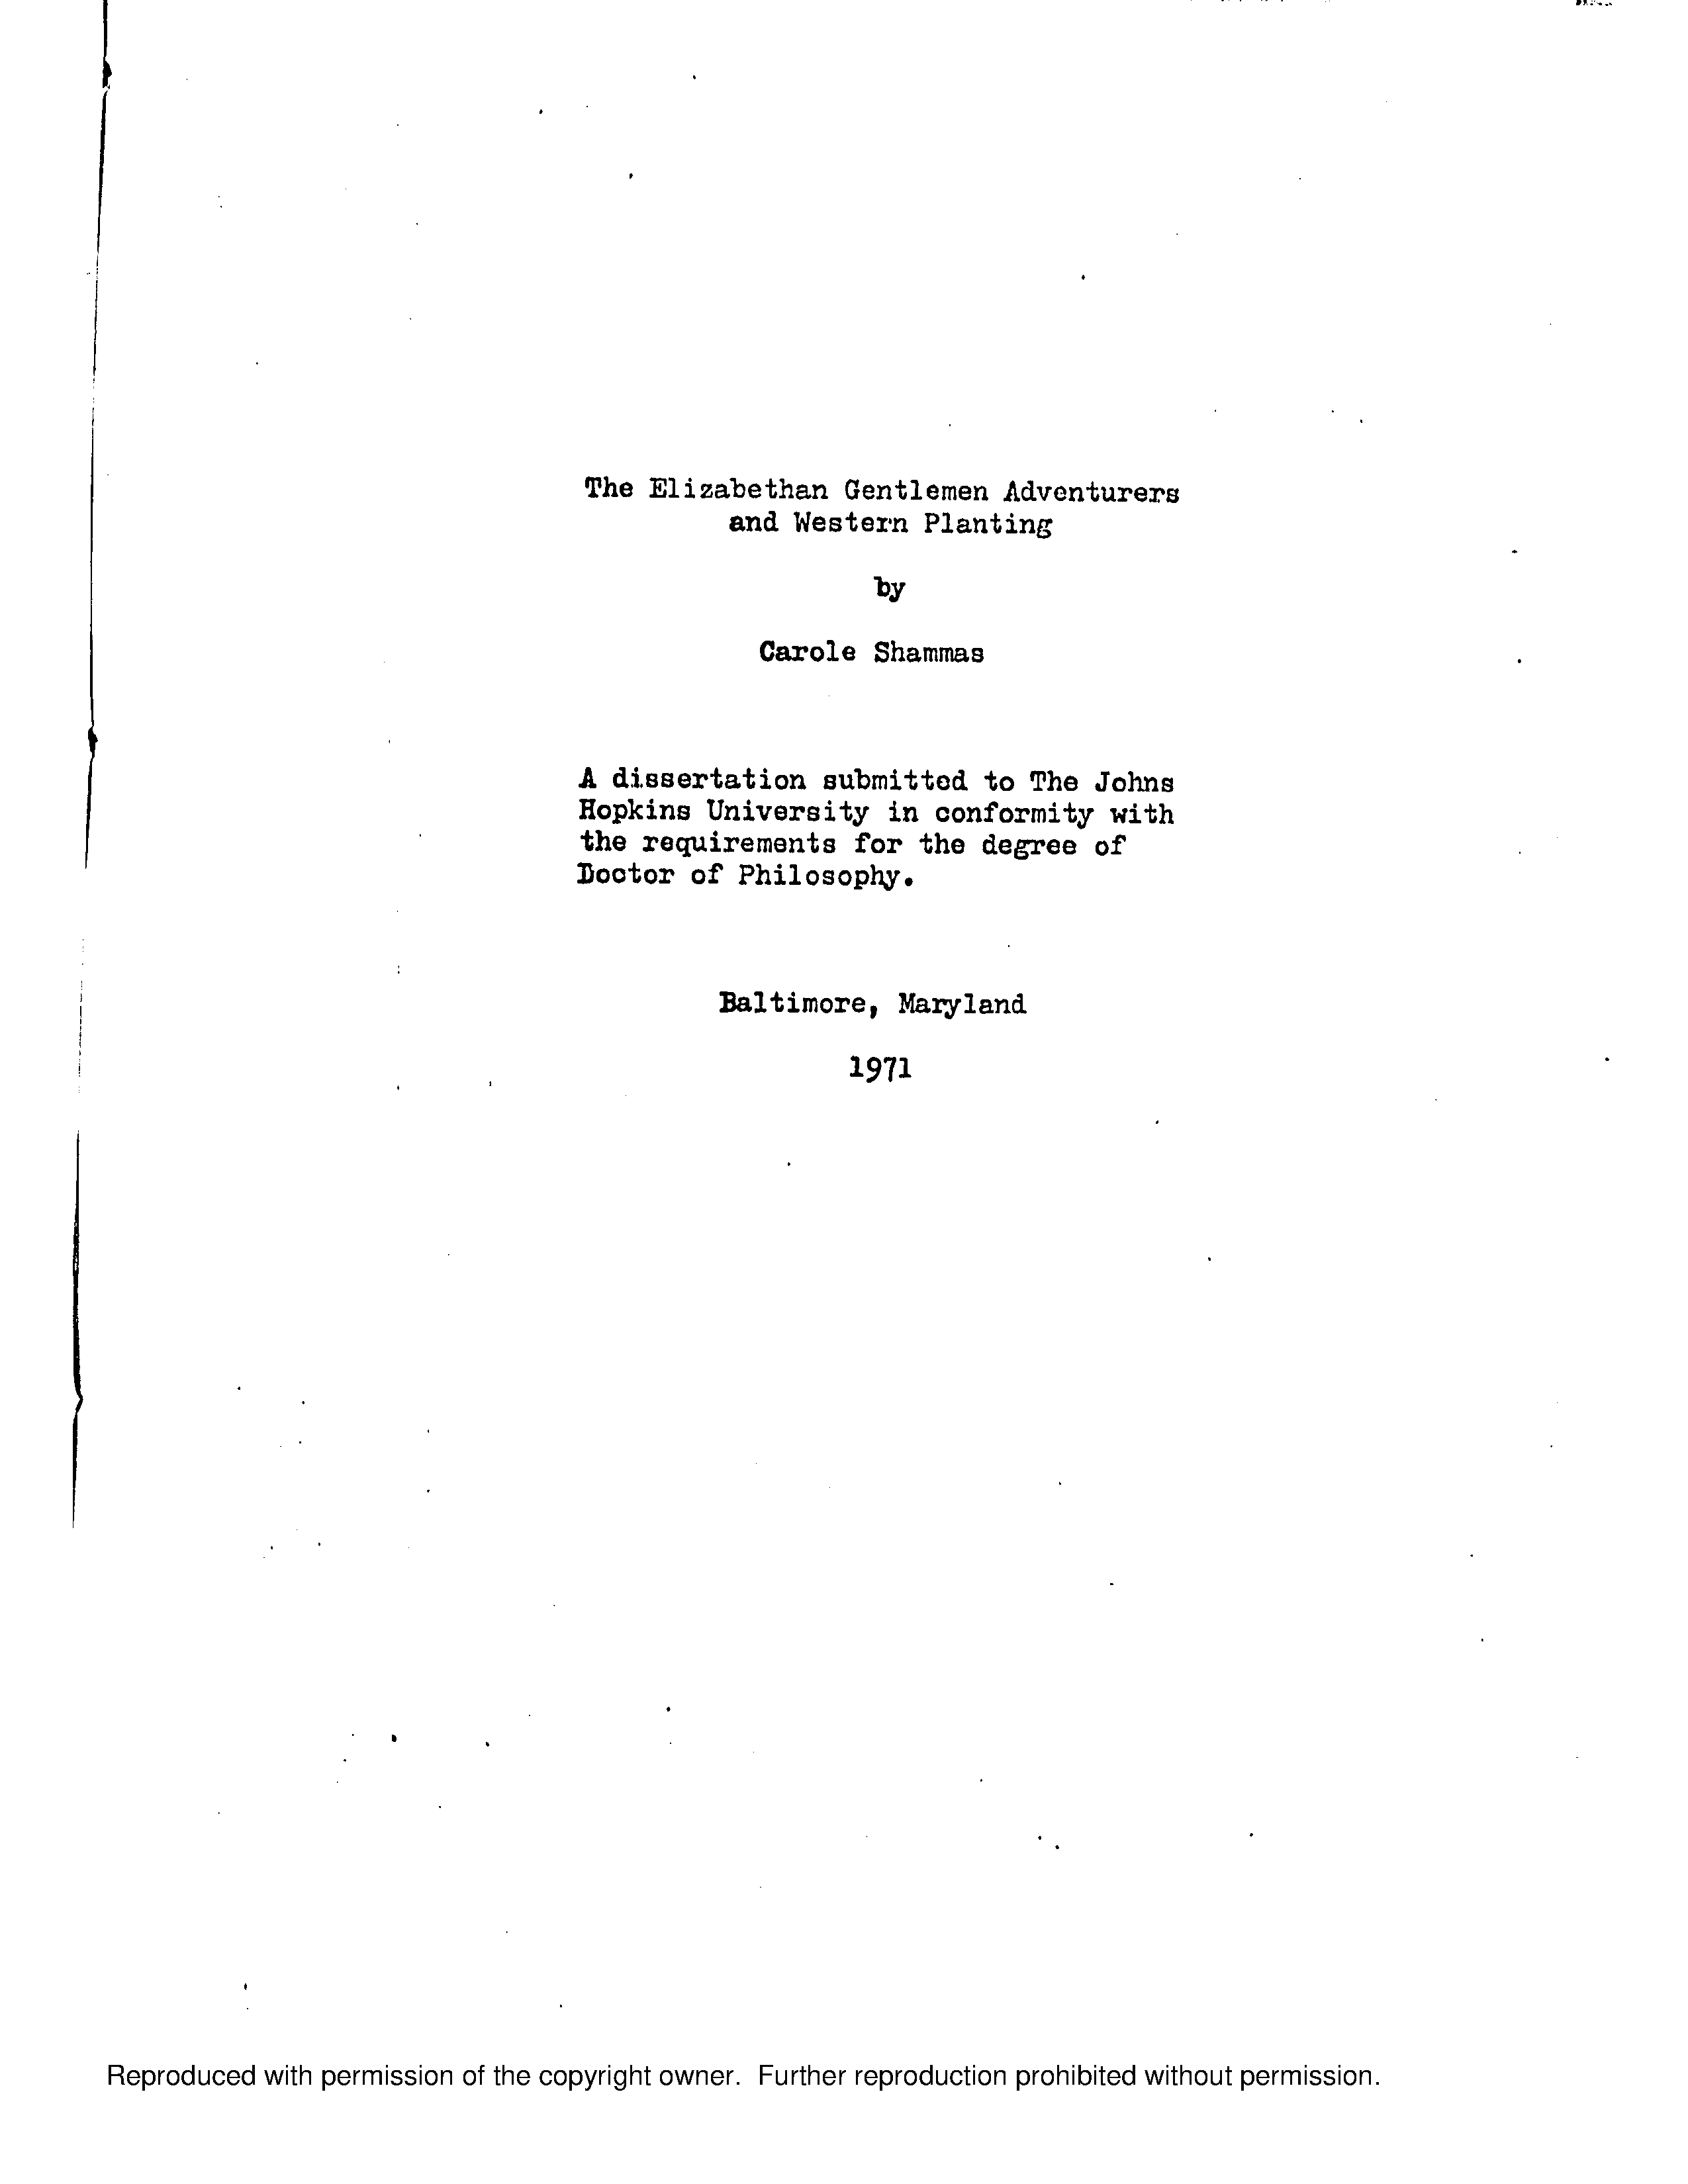 The Elizabethan Gentlemen Adventurers
and Western Planting
by
Carole Shammas
A dissertation submitted to The Johns
Hopkins University in conformity with
the requirements for the degree of
Doctor of Philosophy.
Baltimore, Maryland
1971
Reproduced with permission of the copyright owner. Further reproduction prohibited without permission.